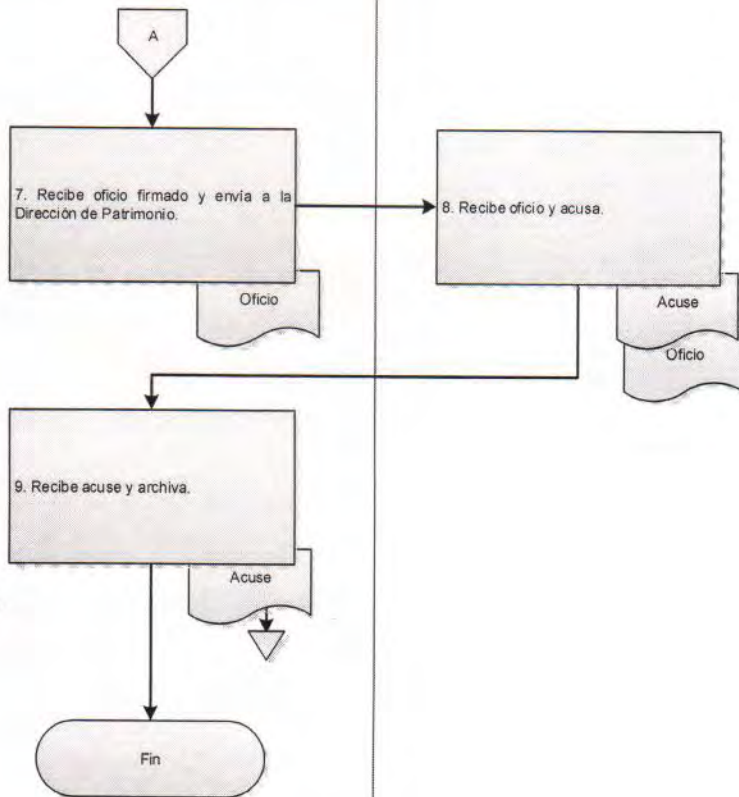 A
7. Recibe oficio firmado y envía a la
Dirección de Patrimonio.
Oficio
8. Recibe oficio y acusa.
Acuse
Oficio
9. Recibe acuse y archiva.
Acuse
Fin